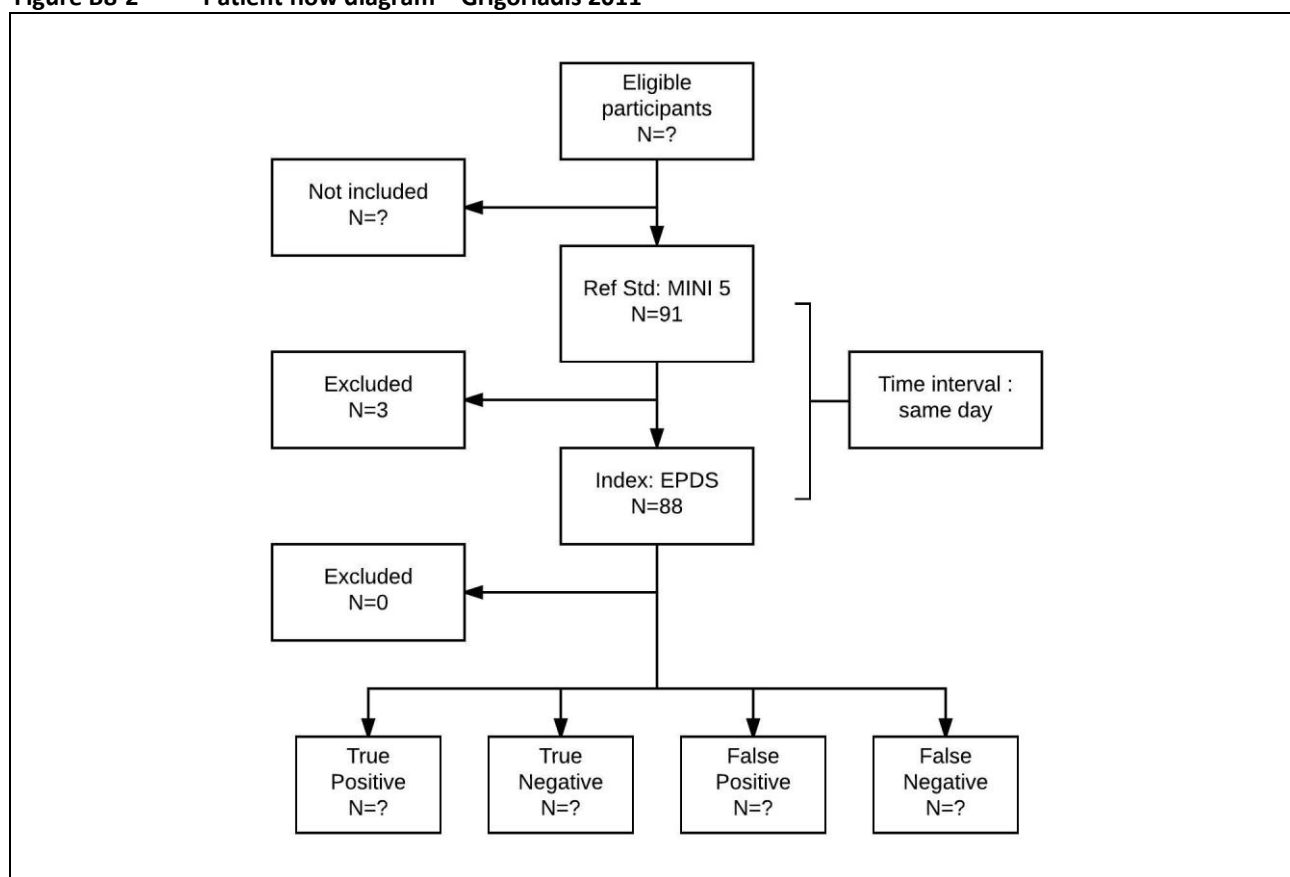 Figure B8-2 Patient flow diagram – Grigoriadis 2011
Eligible
participants
N=?
Not included
N=?
Ref Std: MINI 5
N=91
Excluded
N=3
Time interval :
same day
Index: EPDS
N=88
Excluded
N=0
True
Positive
N=?
True
Negative
N=?
False
Positive
N=?
False
Negative
N=?